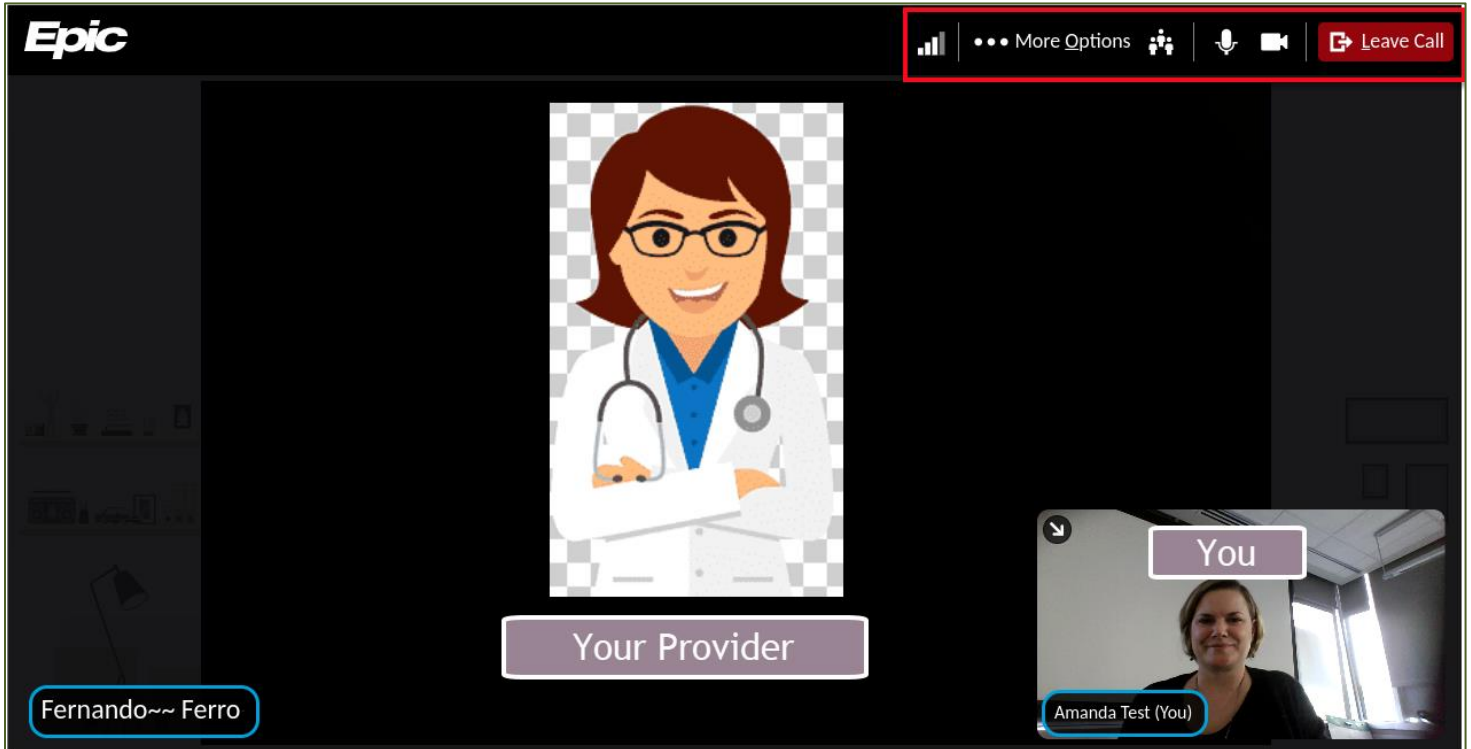 Epic
More Options
Leave Call
You
Your Provider
Fernando~~ Ferro
Amanda Test (You)